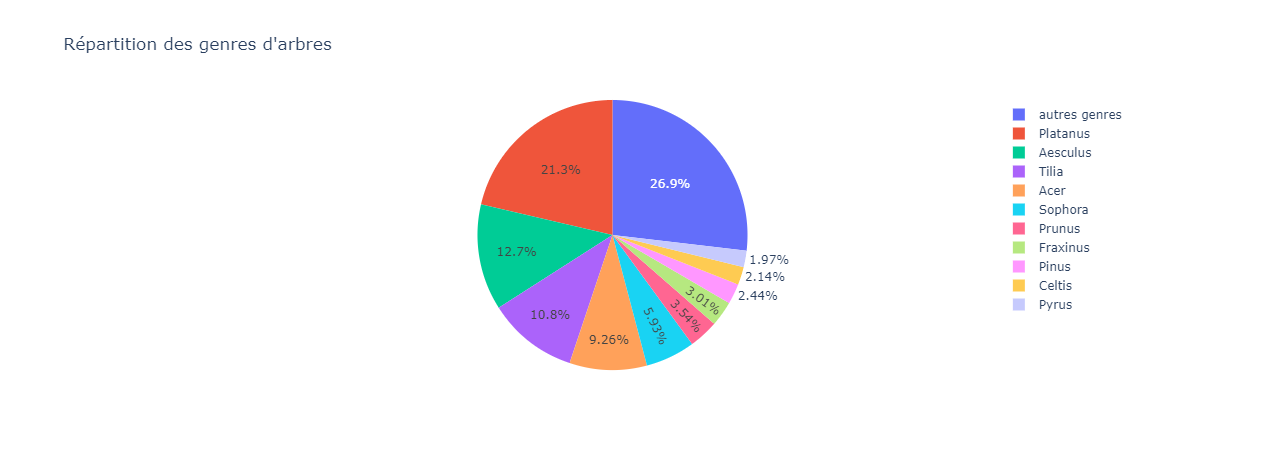 Répartition des genres d'arbres
26.9%
21.3%
12.7%
10.8%
9.26%
5.93%
3.54%
3.01%
2.44%
2.14%
1.97%
autres genres
Platanus
Aesculus
Tilia
Acer
Sophora
Prunus
Fraxinus
Pinus
Celtis
Pyrus